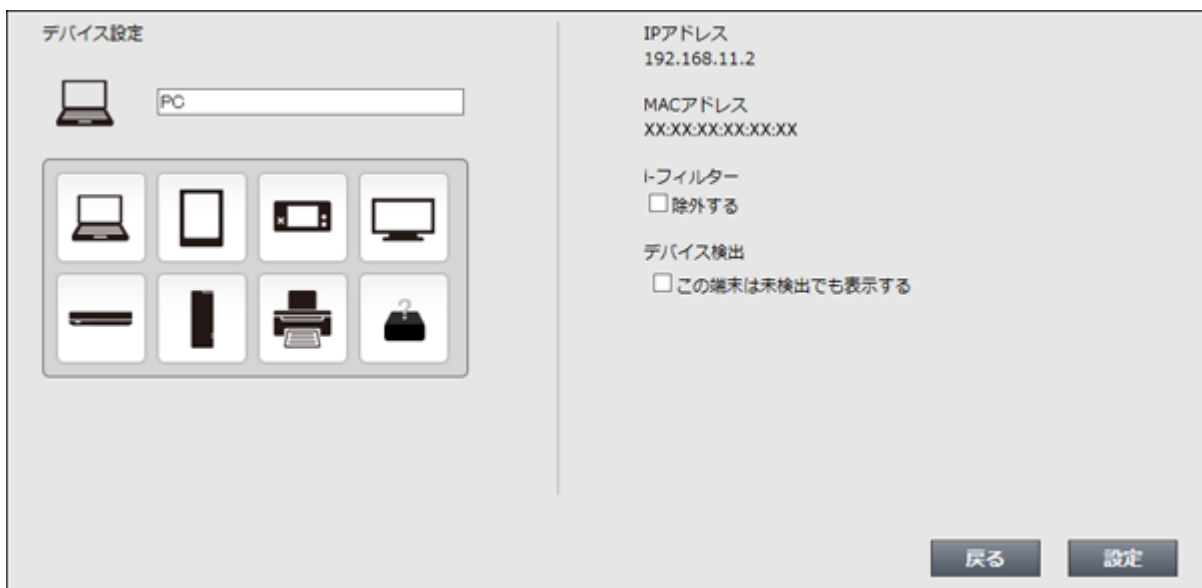 デバイス設定
PC
IPアドレス
192.168.11.2
MACアドレス
XX:XX:XX:XX:XX:XX
i-フィルター
除外する
デバイス検出
この端末は未検出でも表示する
?
戻る
設定